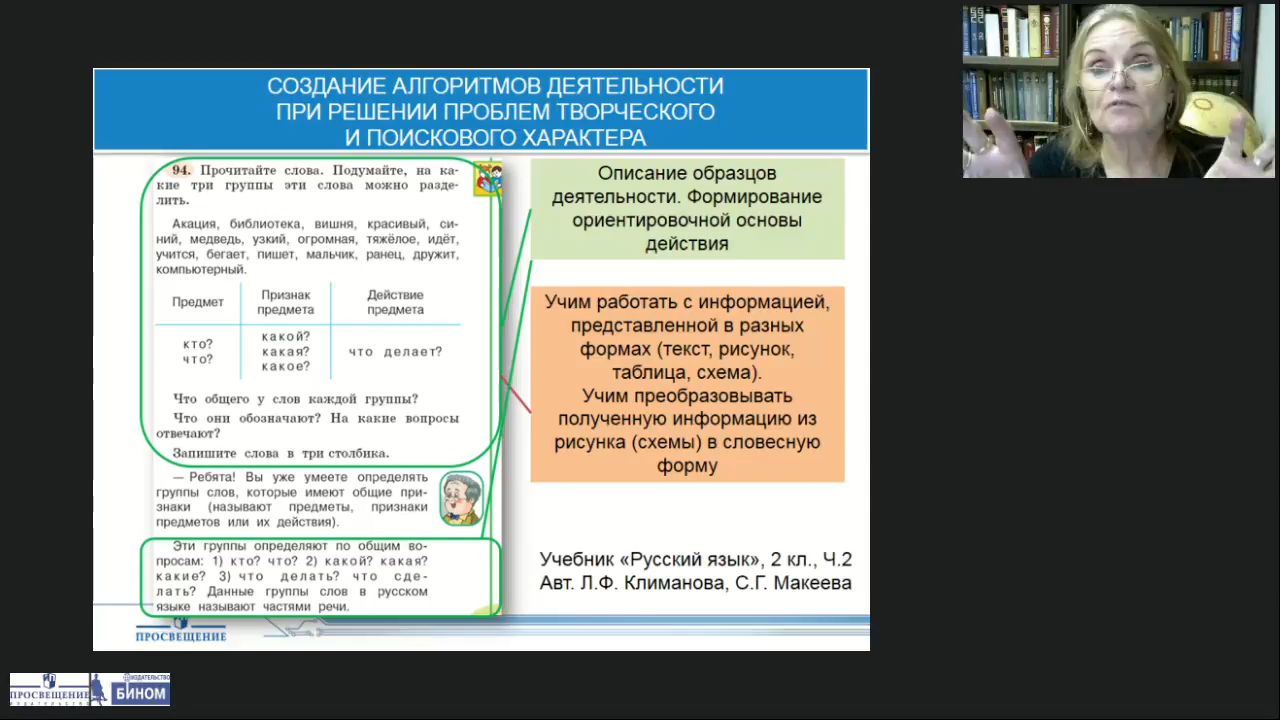 СОЗДАНИЕ АЛГОРИТМОВ ДЕЯТЕЛЬНОСТИ
ПРИ РЕШЕНИИ ПРОБЛЕМ ТВОРЧЕСКОГО
И ПОИСКОВОГО ХАРАКТЕРА
94. Прочитайте слова. Подумайте, на ка-
кие три группы эти слова можно разде-
лить.
Акация, библиотека, вишня, красивый, си-
ний, медведь, узкий, огромная, тяжёлое, идёт,
учится, бегает, пишет, мальчик, ранец, дружит,
компьютерный.
Предмет
Признак
предмета
Действие
предмета
кто?
что?
какой?
какая?
какое?
что делает?
Что общего у слов каждой группы?
Что они обозначают? На какие вопросы
отвечают?
Запишите слова в три столбика.
— Ребята! Вы уже умеете определять
группы слов, которые имеют общие при-
знаки (называют предметы, признаки
предметов или их действия).
Эти группы определяют по общим во-
просам: 1) кто? что? 2) какой? какая?
какие? 3) что делать? что сде-
лать? Данные группы слов в русском
языке называют частями речи.
Описание образцов
деятельности. Формирование
ориентировочной основы
действия
Учим работать с информацией,
представленной в разных
формах (текст, рисунок,
таблица, схема).
Учим преобразовывать
полученную информацию из
рисунка (схемы) в словесную
форму
Учебник «Русский язык», 2 кл., Ч.2
Авт. Л.Ф. Климанова, С.Г. Макеева
ПРОСВЕЩЕНИЕ
ПРОСВЕЩЕНИЕ
ИЗДАТЕЛЬСТВО
ИЗДАТЕЛЬСТВО
БИНОМ